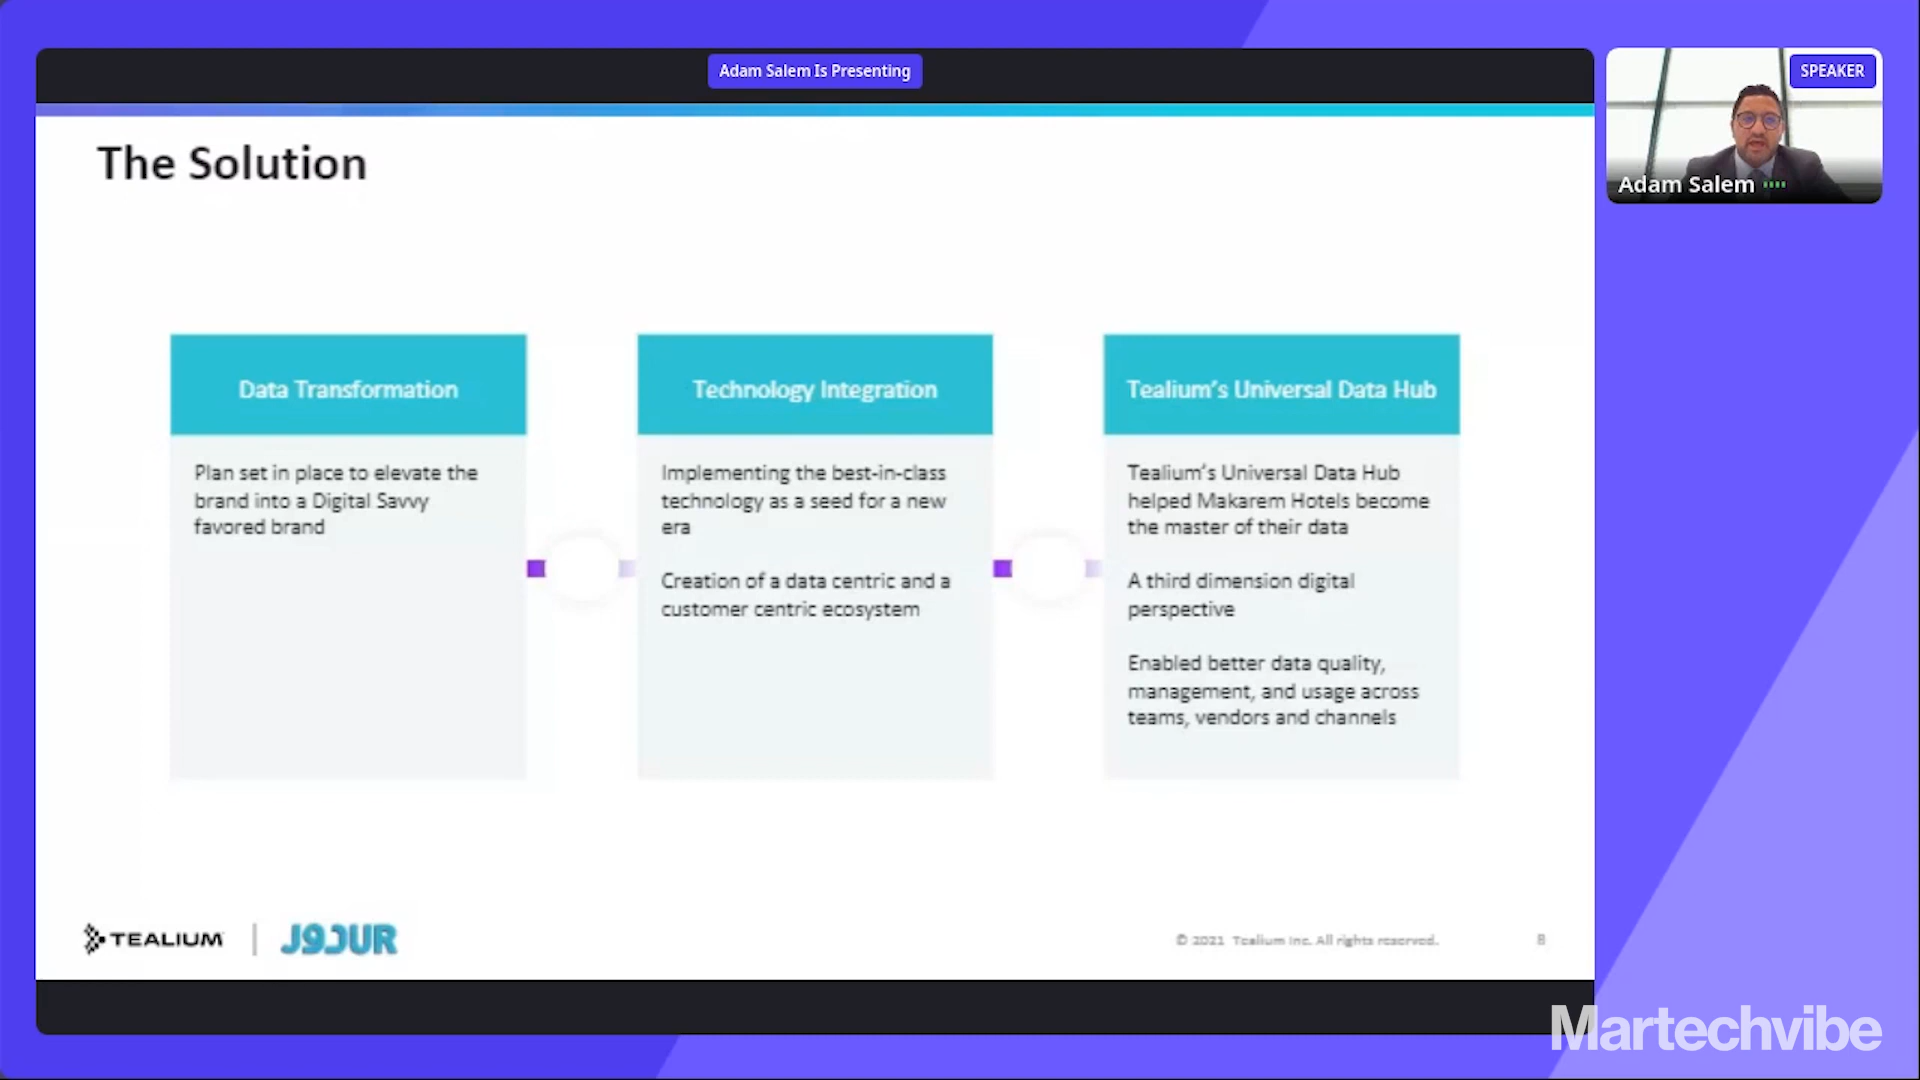 Adam Salem Is Presenting
SPEAKER
Adam Salem
The Solution
Data Transformation
Plan set in place to elevate the
brand into a Digital Savvy
favored brand
Technology Integration
Implementing the best-in-class
technology as a seed for a new
era
Creation of a data centric and a
customer centric ecosystem
Tealium's Universal Data Hub
Tealium's Universal Data Hub
helped Makarem Hotels become
the master of their data
A third dimension digital
perspective
Enabled better data quality,
management, and usage across
teams, vendors and channels
TEALIUM
© 2021 Tealium Inc. All rights reserved.
8
Martechvibe